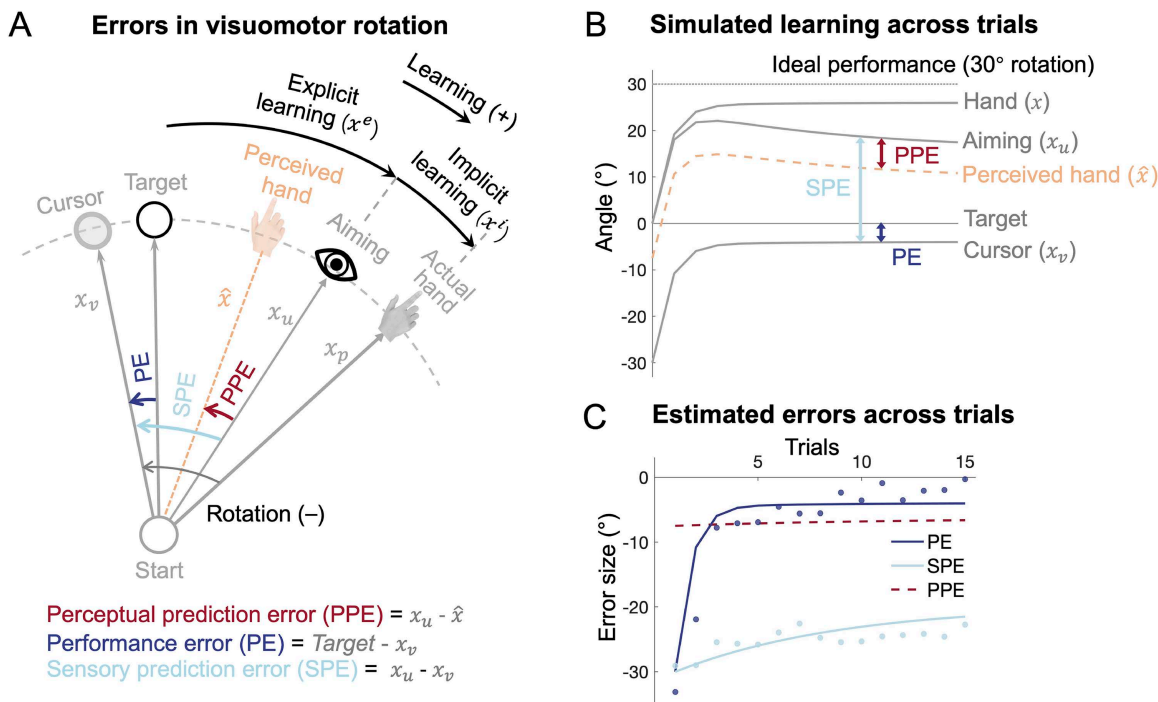 A
Errors in visuomotor rotation
Learning (+)
Explicit
learning (xᵉ)
Implicit
learning (xⁱ)
Perceived
hand
Cursor
Target
Aiming
Actual
hand
xᵥ
x̂
xᵤ
xₚ
PE
SPE
PPE
Rotation (–)
Start
Perceptual prediction error (PPE) = xᵤ - x̂
Performance error (PE) = Target - xᵥ
Sensory prediction error (SPE) = xᵤ - xᵥ
B
Simulated learning across trials
Ideal performance (30° rotation)
30
20
10
0
-10
-20
-30
Angle (°)
Hand (x)
Aiming (xᵤ)
PPE
Perceived hand (x̂)
SPE
Target
PE
Cursor (xᵥ)
C
Estimated errors across trials
Trials
5
10
15
0
-10
-20
-30
Error size (°)
PE
SPE
PPE